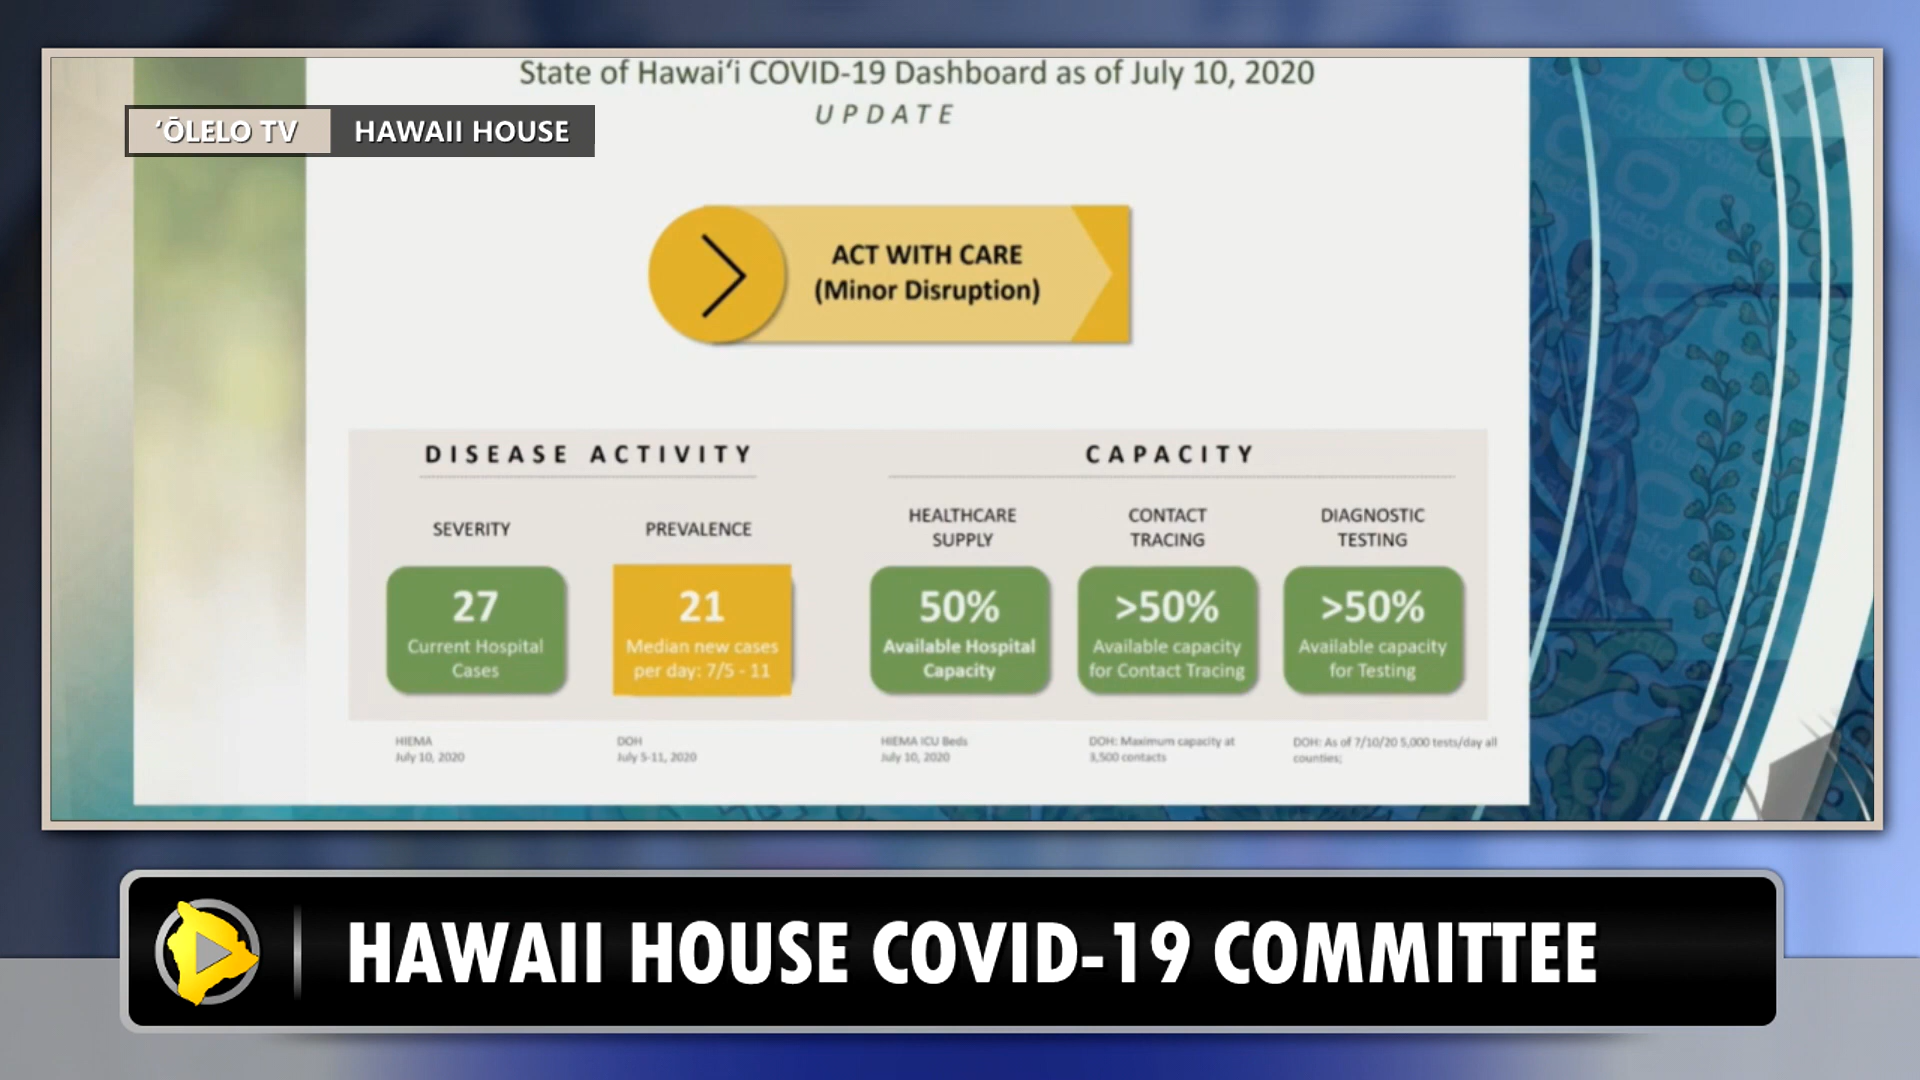 State of Hawaiʻi COVID-19 Dashboard as of July 10, 2020
UPDATE
ʻŌLELO TV
HAWAII HOUSE
ACT WITH CARE
(Minor Disruption)
DISEASE ACTIVITY
CAPACITY
SEVERITY
PREVALENCE
HEALTHCARE
SUPPLY
CONTACT
TRACING
DIAGNOSTIC
TESTING
27
Current Hospital
Cases
21
Median new cases
per day: 7/5 - 11
50%
Available Hospital
Capacity
>50%
Available capacity
for Contact Tracing
>50%
Available capacity
for Testing
HIEMA
July 10, 2020
DOH
July 5-11, 2020
HIEMA ICU Beds
July 10, 2020
DOH: Maximum capacity at
3,500 contacts
DOH: As of 7/10/20 5,000 tests/day all
counties;
HAWAII HOUSE COVID-19 COMMITTEE